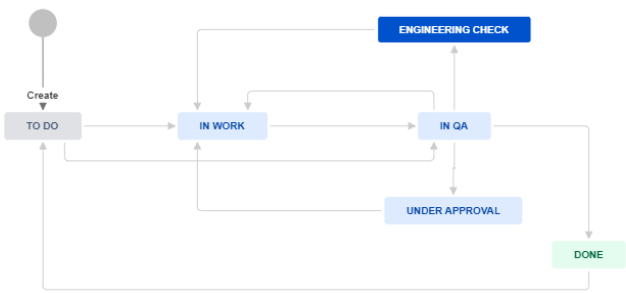 ENGINEERING CHECK
Create
TO DO
IN WORK
IN QA
UNDER APPROVAL
DONE